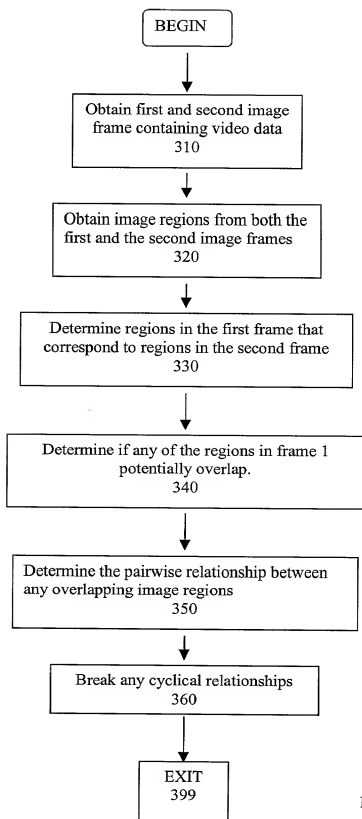 BEGIN
Obtain first and second image
frame containing video data
310
Obtain image regions from both the
first and the second image frames
320
Determine regions in the first frame that
correspond to regions in the second frame
330
Determine if any of the regions in frame 1
potentially overlap.
340
Determine the pairwise relationship between
any overlapping image regions
350
Break any cyclical relationships
360
EXIT
399